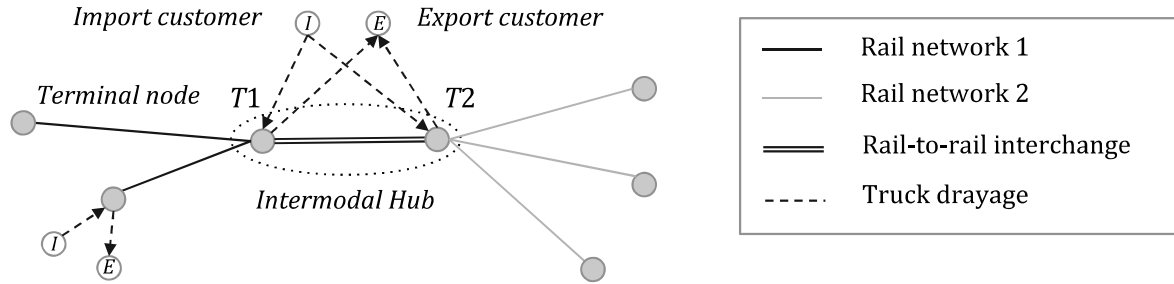 Import customer
I
E
Export customer
Terminal node
T1
T2
Intermodal Hub
I
E
Rail network 1
Rail network 2
Rail-to-rail interchange
Truck drayage